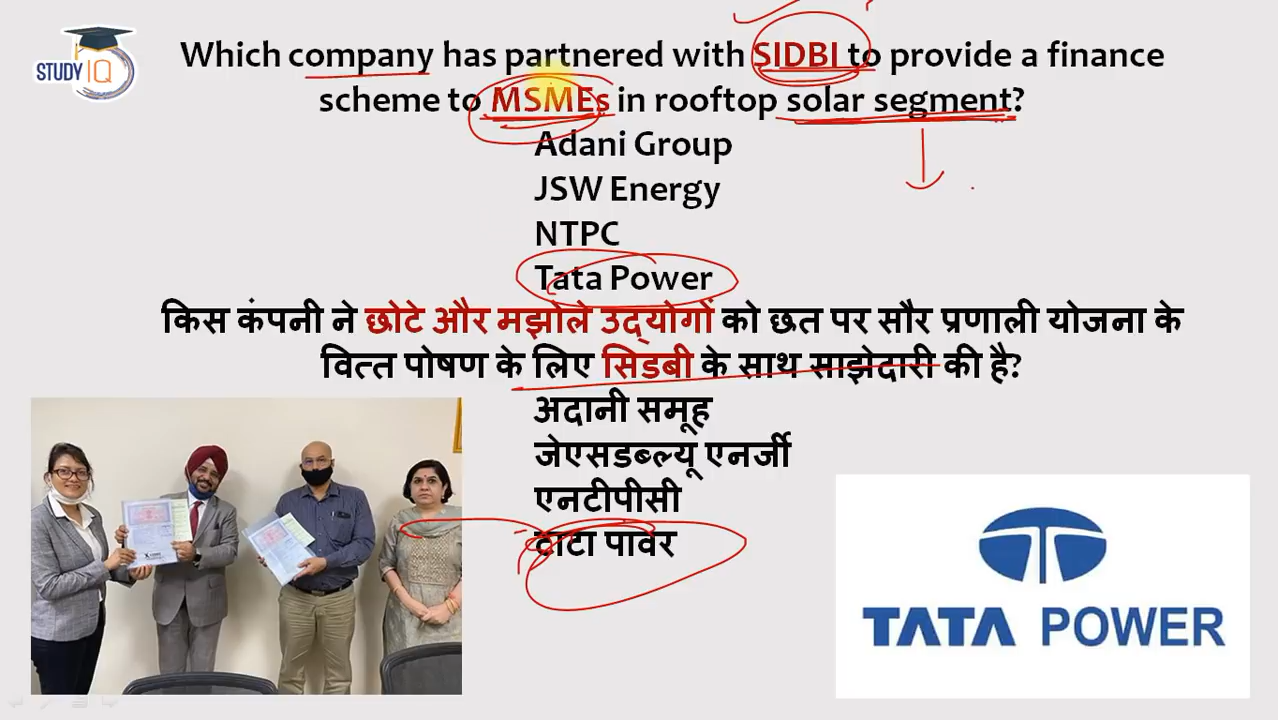 STUDY IQ
Which company has partnered with SIDBI to provide a finance
scheme to MSMEs in rooftop solar segment?
Adani Group
JSW Energy
NTPC
Tata Power
किस कंपनी ने छोटे और मझोले उद्योगों को छत पर सौर प्रणाली योजना के
वित्त पोषण के लिए सिडबी के साथ साझेदारी की है?
अदानी समूह
जेएसडब्ल्यू एनर्जी
एनटीपीसी
टाटा पावर
TATA POWER